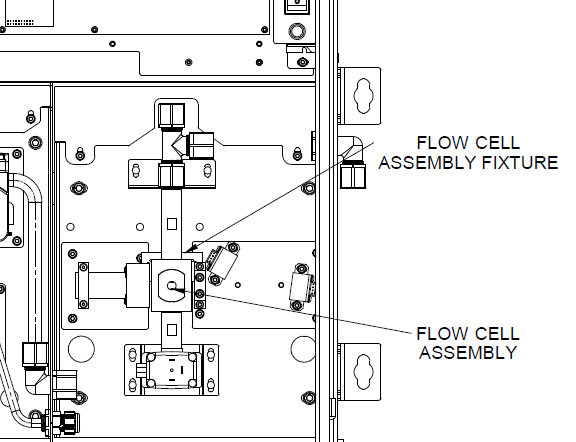 FLOW CELL
ASSEMBLY FIXTURE
FLOW CELL
ASSEMBLY